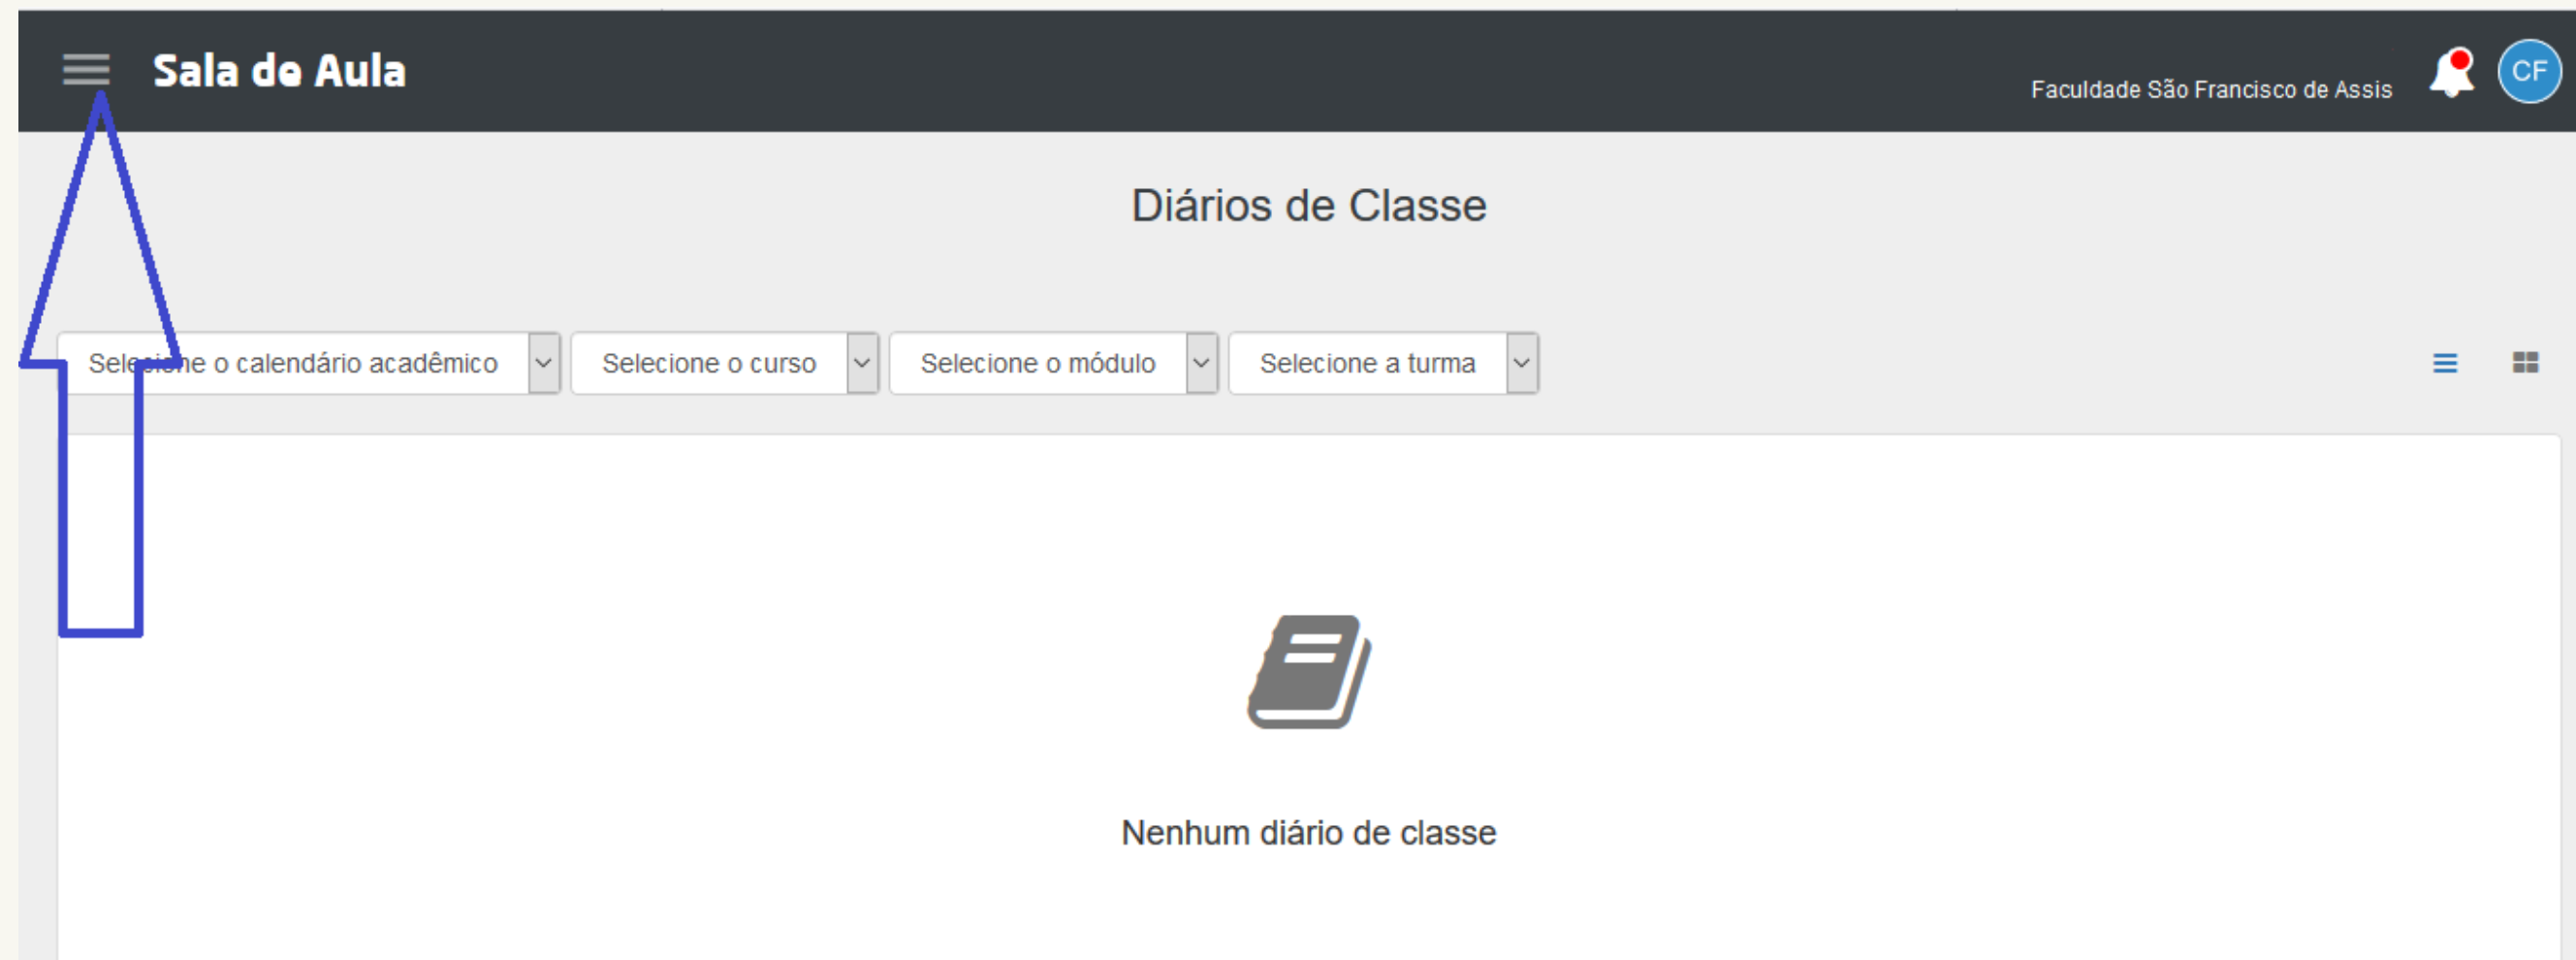 Sala de Aula
Faculdade São Francisco de Assis
CF
Diários de Classe
Selecione o calendário acadêmico
Selecione o curso
Selecione o módulo
Selecione a turma
Nenhum diário de classe